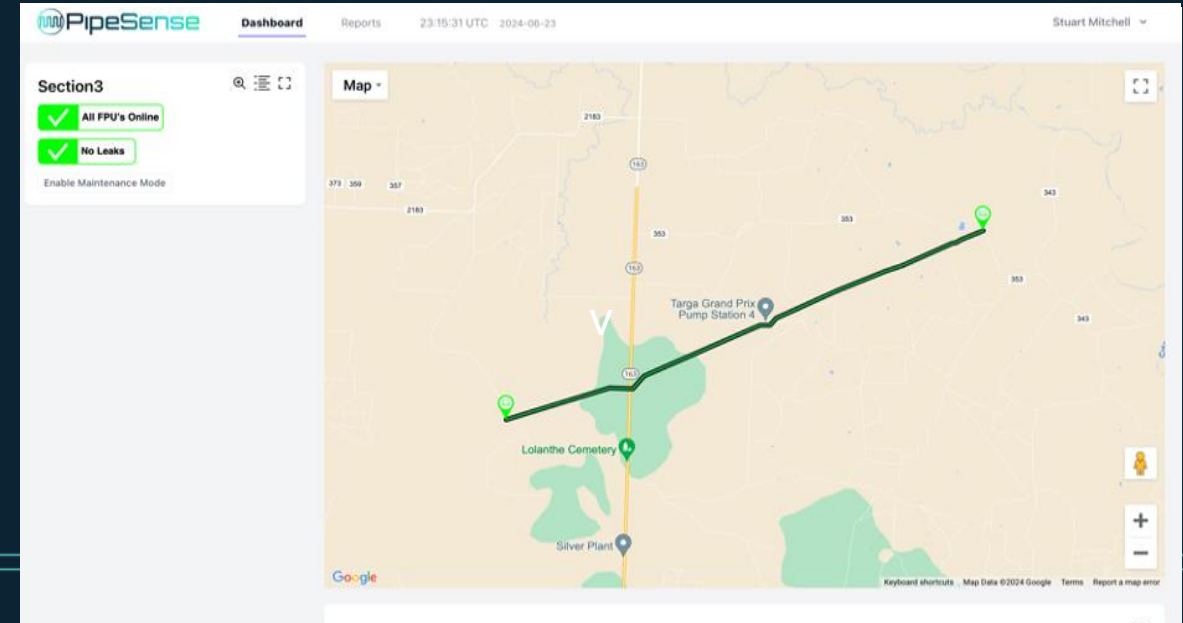 PipeSense
Dashboard
Reports
23:15:31 UTC 2024-06-23
Stuart Mitchell
Section3
All FPU's Online
No Leaks
Enable Maintenance Mode
Map
2183
163
373 359 357
2183
343
353
353
163
353
343
Targa Grand Prix
Pump Station 4
V
163
Lolanthe Cemetery
Silver Plant
Google
Keyboard shortcuts Map Data ©2024 Google Terms Report a map error